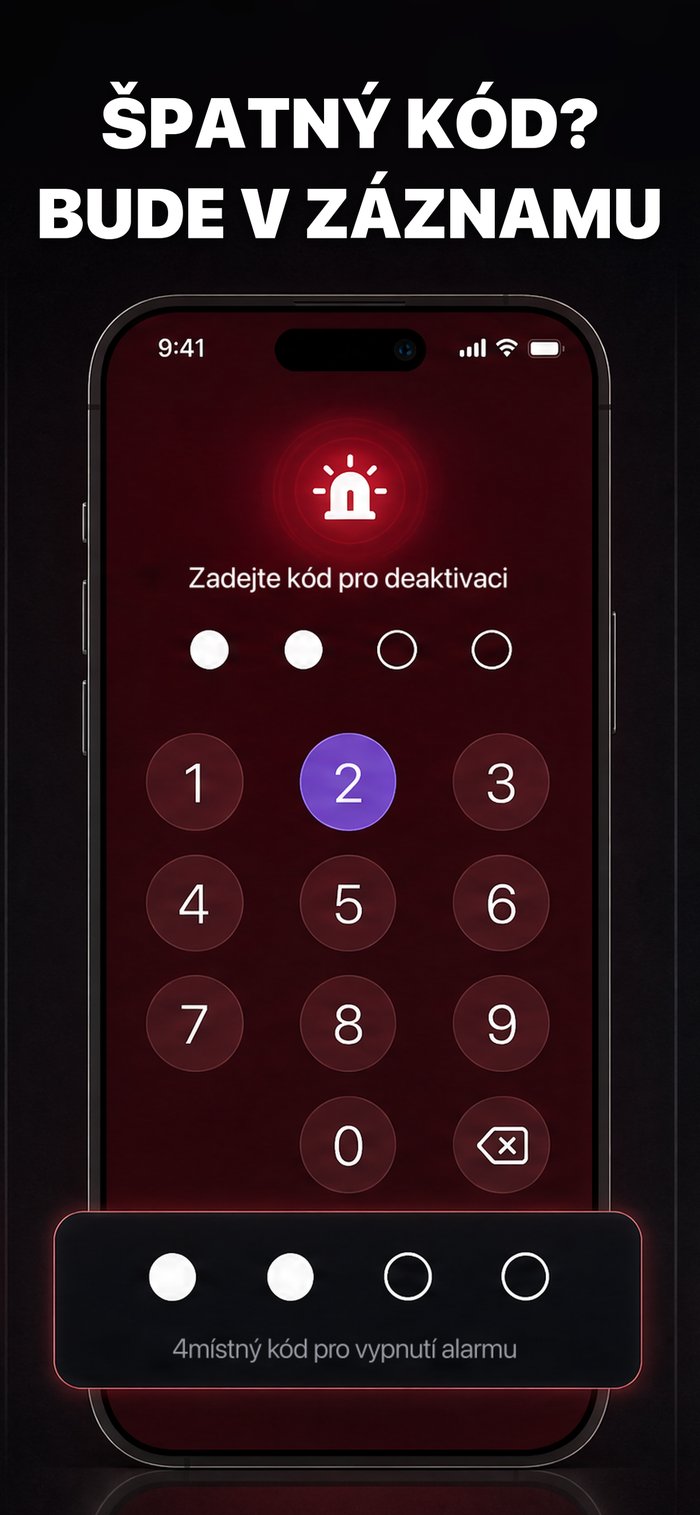 ŠPATNÝ KÓD?
BUDE V ZÁZNAMU
9:41
Zadejte kód pro deaktivaci
1 2 3
4 5 6
7 8 9
0
4místný kód pro vypnutí alarmu